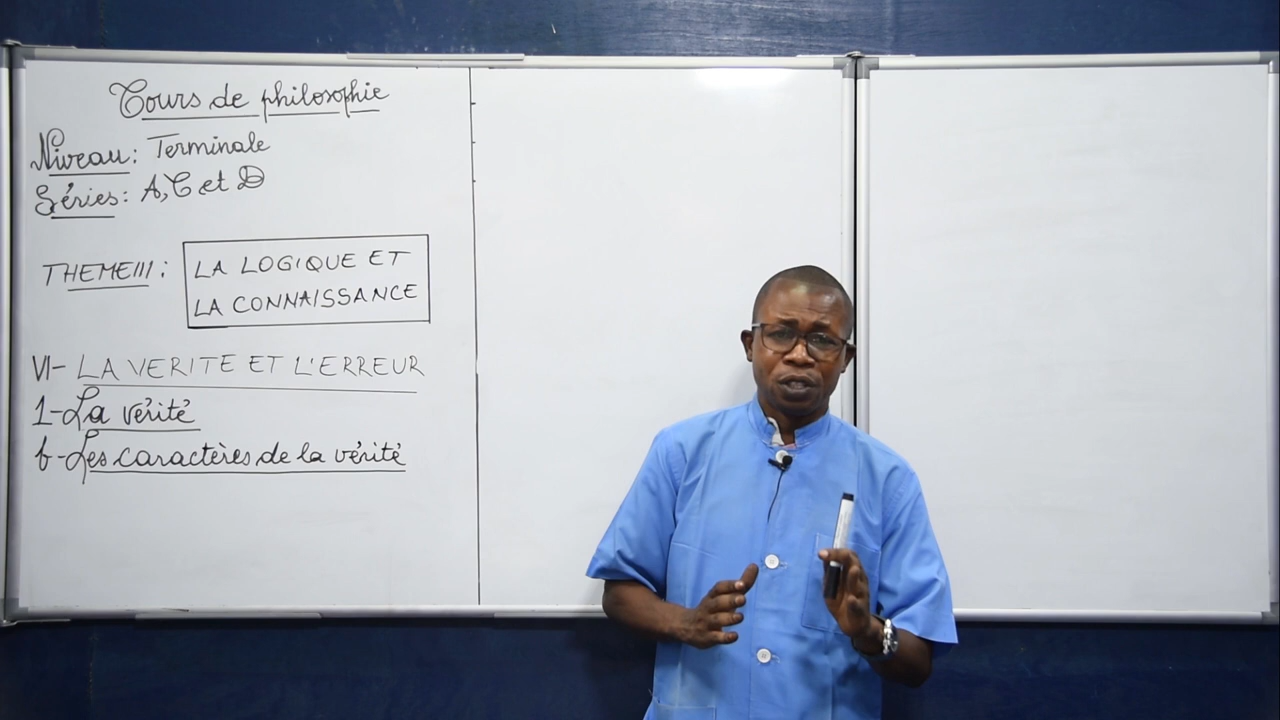 Cours de philosophie
Niveau: Terminale
Séries: A, C et D
THEME III: LA LOGIQUE ET
LA CONNAISSANCE
VI- LA VERITE ET L'ERREUR
1- La vérité
b- Les caractères de la vérité